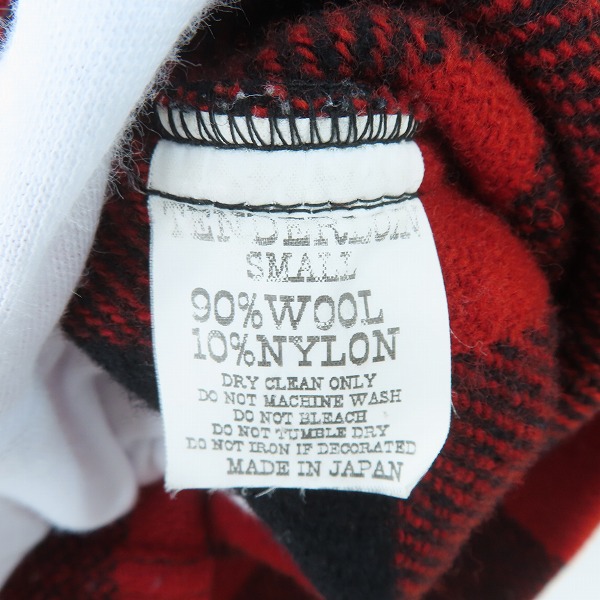 TENDERLOIN
SMALL
90%WOOL
10%NYLON
DRY CLEAN ONLY
DO NOT MACHINE WASH
DO NOT BLEACH
DO NOT TUMBLE DRY
DO NOT IRON IF DECORATED
MADE IN JAPAN